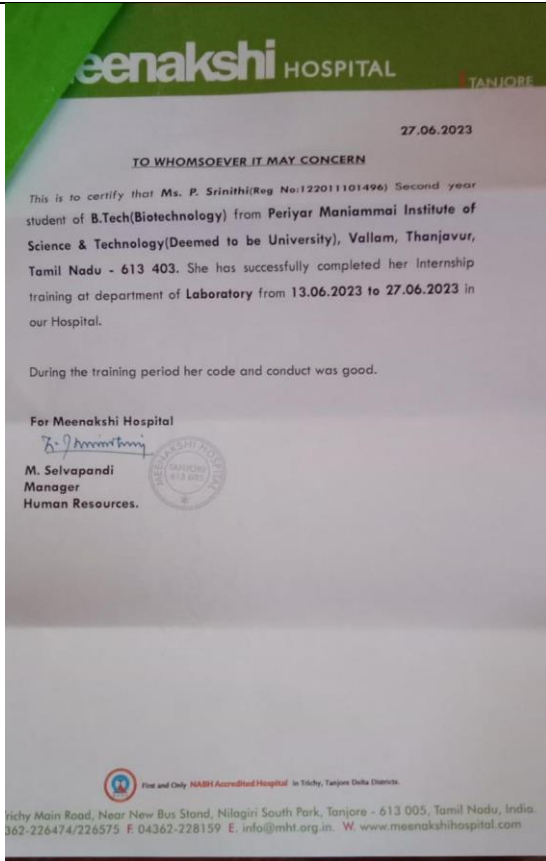 eenakshi HOSPITAL
TANJORE
27.06.2023
TO WHOMSOEVER IT MAY CONCERN
This is to certify that Ms. P. Srinithi(Reg No:122011101496) Second year
student of B.Tech(Biotechnology) from Periyar Maniammai Institute of
Science & Technology(Deemed to be University), Vallam, Thanjavur,
Tamil Nadu - 613 403. She has successfully completed her Internship
training at department of Laboratory from 13.06.2023 to 27.06.2023 in
our Hospital.
During the training period her code and conduct was good.
For Meenakshi Hospital
MEENAKSHI HOSPITAL
TANJORE
613 005
M. Selvapandi
Manager
Human Resources.
First and Only NABH Accredited Hospital in Trichy, Tanjore Delta Districts.
richy Main Road, Near New Bus Stand, Nilagiri South Park, Tanjore - 613 005, Tamil Nadu, India.
362-226474/226575 F. 04362-228159 E. info@mht.org.in. W. www.meenakshihospital.com